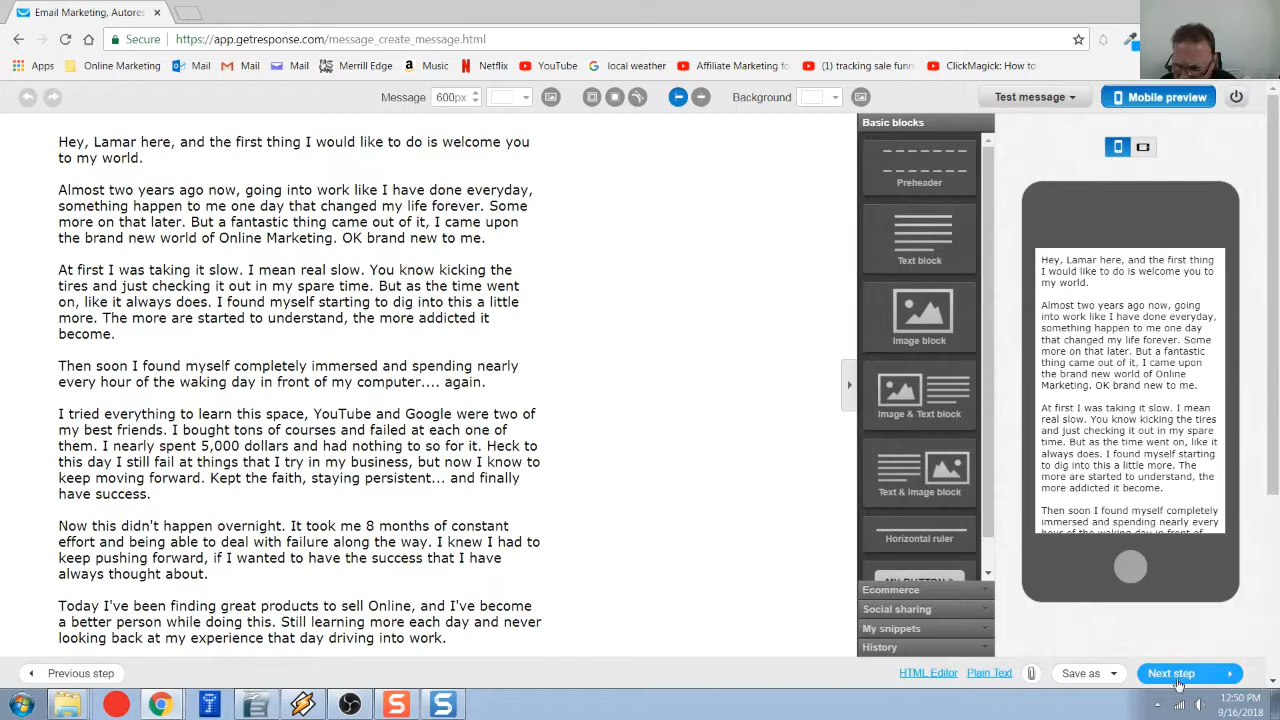 Email Marketing, Autores
Secure
https://app.getresponse.com/message_create_message.html
Apps
Online Marketing
Mail
Mail
Mail
Merrill Edge
Music
Netflix
YouTube
local weather
Affiliate Marketing fo
(1) tracking sale funn
ClickMagick: How to
Message
600px
Background
Test message
Mobile preview
Hey, Lamar here, and the first thing I would like to do is welcome you
to my world.
Almost two years ago now, going into work like I have done everyday,
something happen to me one day that changed my life forever. Some
more on that later. But a fantastic thing came out of it, I came upon
the brand new world of Online Marketing. OK brand new to me.
At first I was taking it slow. I mean real slow. You know kicking the
tires and just checking it out in my spare time. But as the time went
on, like it always does. I found myself starting to dig into this a little
more. The more are started to understand, the more addicted it
become.
Then soon I found myself completely immersed and spending nearly
every hour of the waking day in front of my computer.... again.
I tried everything to learn this space, YouTube and Google were two of
my best friends. I bought tons of courses and failed at each one of
them. I nearly spent 5,000 dollars and had nothing to so for it. Heck to
this day I still fail at things that I try in my business, but now I know to
keep moving forward. Kept the faith, staying persistent... and finally
have success.
Now this didn't happen overnight. It took me 8 months of constant
effort and being able to deal with failure along the way. I knew I had to
keep pushing forward, if I wanted to have the success that I have
always thought about.
Today I've been finding great products to sell Online, and I've become
a better person while doing this. Still learning more each day and never
looking back at my experience that day driving into work.
Basic blocks
Preheader
Text block
Image block
Image & Text block
Text & Image block
Horizontal ruler
MY BUTTON
Ecommerce
Social sharing
My snippets
History
Hey, Lamar here, and the first thing
I would like to do is welcome you to
my world.
Almost two years ago now, going
into work like I have done everyday,
something happen to me one day
that changed my life forever. Some
more on that later. But a fantastic
thing came out of it, I came upon
the brand new world of Online
Marketing. OK brand new to me.
At first I was taking it slow. I mean
real slow. You know kicking the tires
and just checking it out in my spare
time. But as the time went on, like it
always does. I found myself starting
to dig into this a little more. The
more are started to understand, the
more addicted it become.
Then soon I found myself completely
immersed and spending nearly every
hour of the waking day in front of
Previous step
HTML Editor
Plain Text
Save as
Next step
12:50 PM
9/16/2018